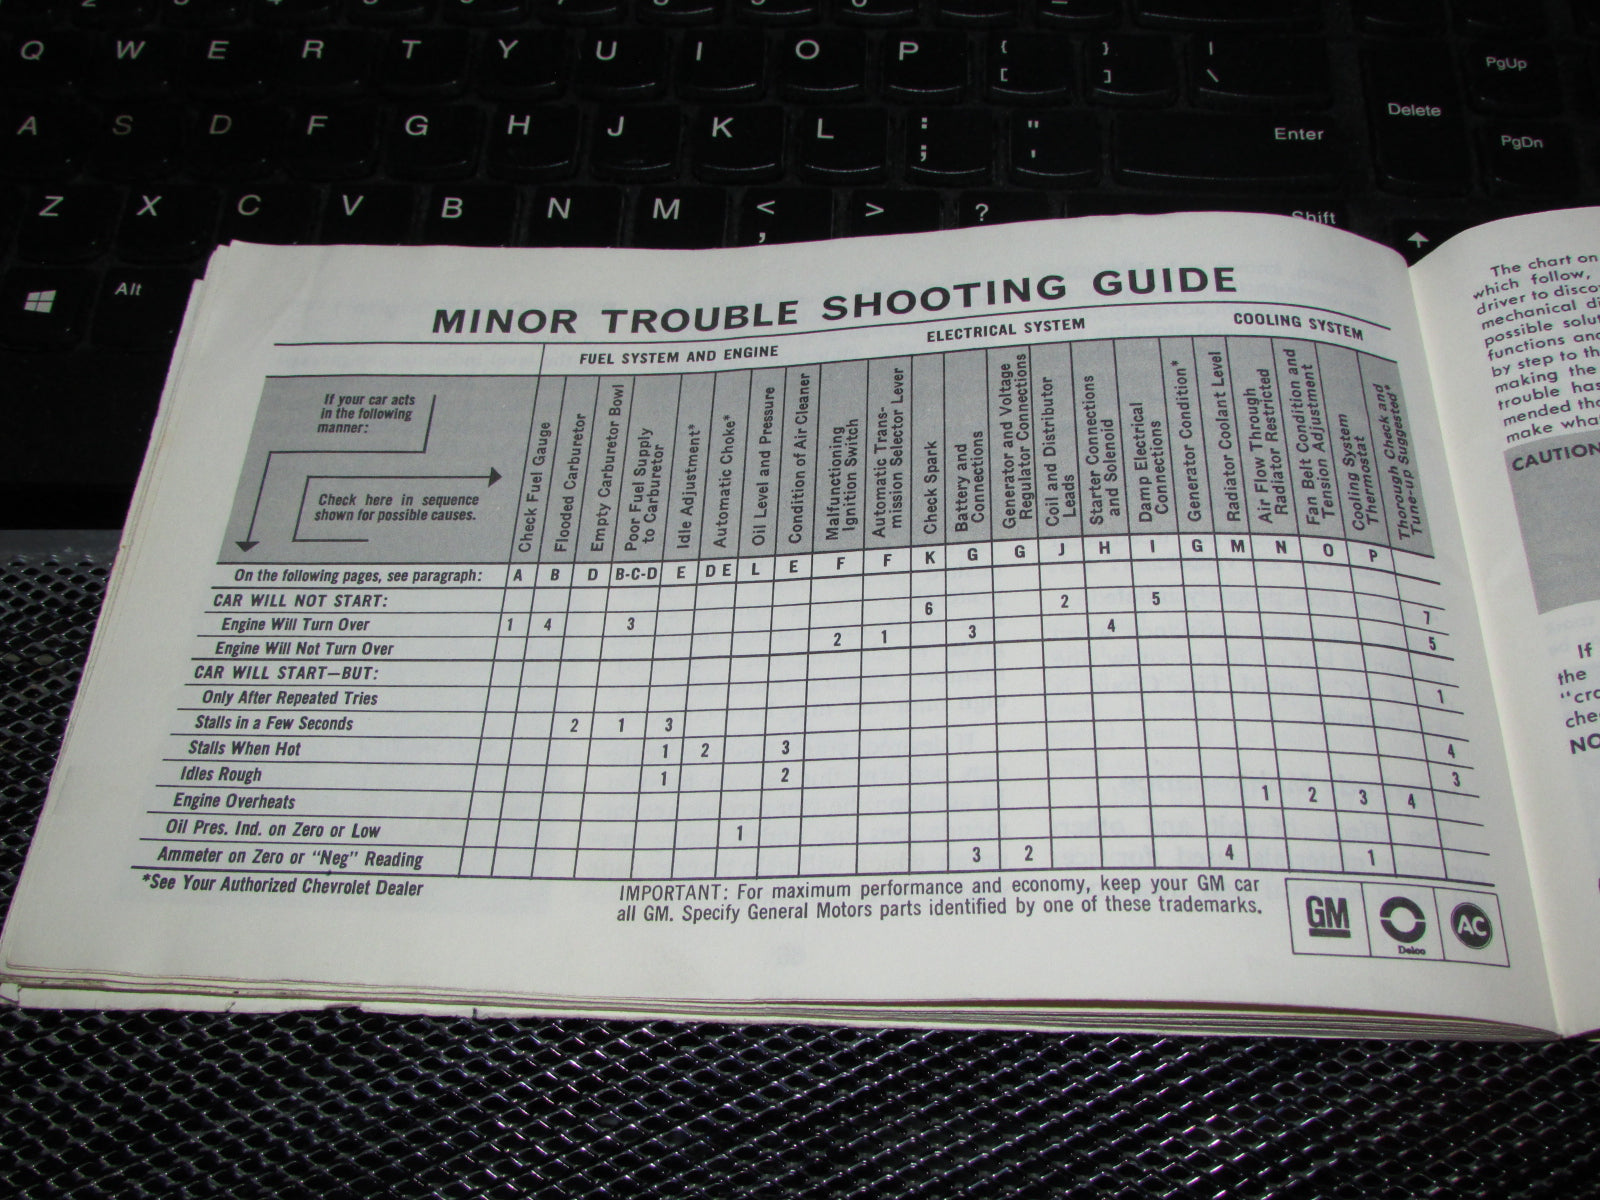 Q W E R T Y U I O P { [ } ] | \ PgUp
Delete
A S D F G H J K L : ; " ' Enter PgDn
Z X C V B N M < , > ? Shift
Alt
MINOR TROUBLE SHOOTING GUIDE
FUEL SYSTEM AND ENGINE ELECTRICAL SYSTEM COOLING SYSTEM
If your car acts
in the following
manner:
Check here in sequence
shown for possible causes.
Check Fuel Gauge
Flooded Carburetor
Empty Carburetor Bowl
Poor Fuel Supply
to Carburetor
Idle Adjustment*
Automatic Choke*
Oil Level and Pressure
Condition of Air Cleaner
Malfunctioning
Ignition Switch
Automatic Trans-
mission Selector Lever
Check Spark
Battery and
Connections
Generator and Voltage
Regulator Connections
Coil and Distributor
Leads
Starter Connections
and Solenoid
Damp Electrical
Connections
Generator Condition*
Radiator Coolant Level
Air Flow Through
Radiator Restricted
Fan Belt Condition and
Tension Adjustment
Cooling System
Thermostat
Thorough Check and
Tune-up Suggested*
On the following pages, see paragraph: A B D B-C-D E D E L E F F K G G J H I G M N O P
CAR WILL NOT START:
Engine Will Turn Over 1 4 3 6 2 5 7
Engine Will Not Turn Over 2 1 3 4 5
CAR WILL START—BUT:
Only After Repeated Tries 1
Stalls in a Few Seconds 2 1 3
Stalls When Hot 1 2 3 4
Idles Rough 1 2 3
Engine Overheats 1 2 3 4
Oil Pres. Ind. on Zero or Low 1
Ammeter on Zero or "Neg" Reading 3 2 4 1
*See Your Authorized Chevrolet Dealer
IMPORTANT: For maximum performance and economy, keep your GM car
all GM. Specify General Motors parts identified by one of these trademarks.
GM Delco AC
The chart on
which follow,
driver to disco
mechanical di
possible solut
functions and
by step to th
making the
trouble has
mended tha
make wha
CAUTION
If
the
"cra
che
NO